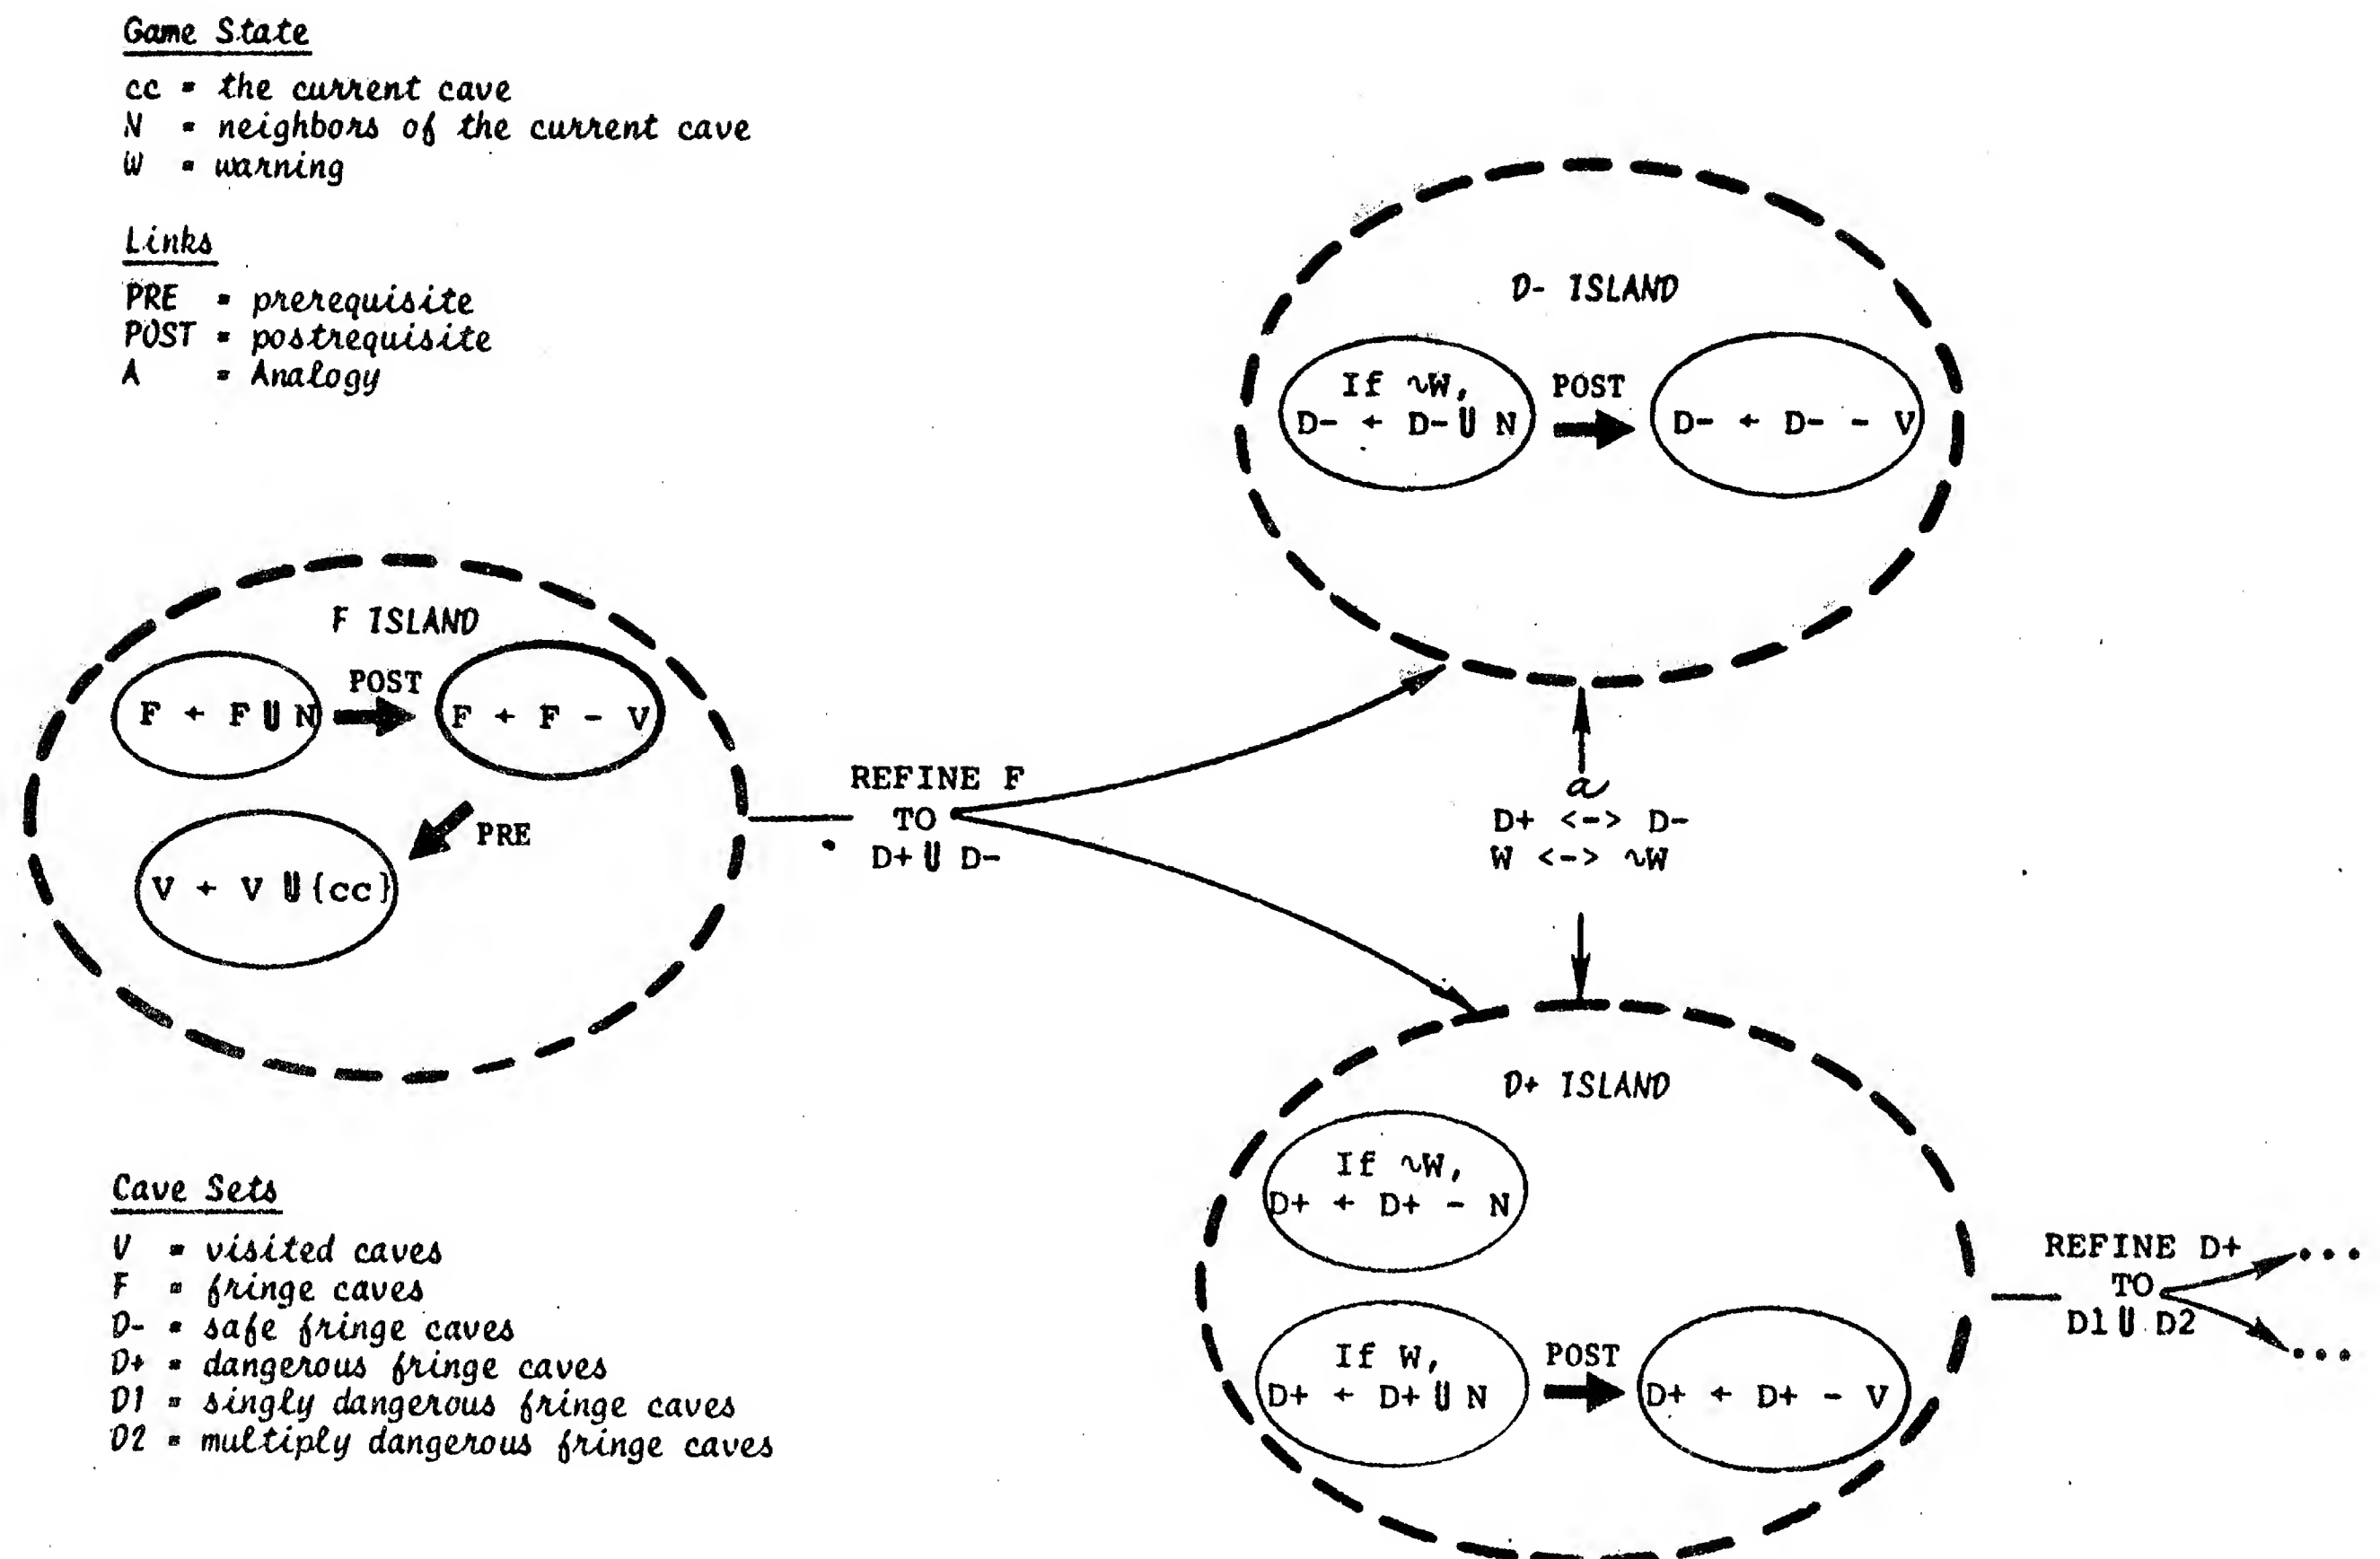 Game State
cc = the current cave
N = neighbors of the current cave
W = warning
Links
PRE = prerequisite
POST = postrequisite
A = Analogy
D- ISLAND
If ~W,
D- ← D- U N
POST
D- ← D- - V
F ISLAND
F ← F U N
POST
F ← F - V
PRE
V ← V U {cc}
REFINE F
TO
D+ U D-
a
D+ <-> D-
W <-> ~W
D+ ISLAND
If ~W,
D+ ← D+ - N
If W,
D+ ← D+ U N
POST
D+ ← D+ - V
REFINE D+
TO
D1 U D2
...
...
Cave Sets
V = visited caves
F = fringe caves
D- = safe fringe caves
D+ = dangerous fringe caves
D1 = singly dangerous fringe caves
D2 = multiply dangerous fringe caves